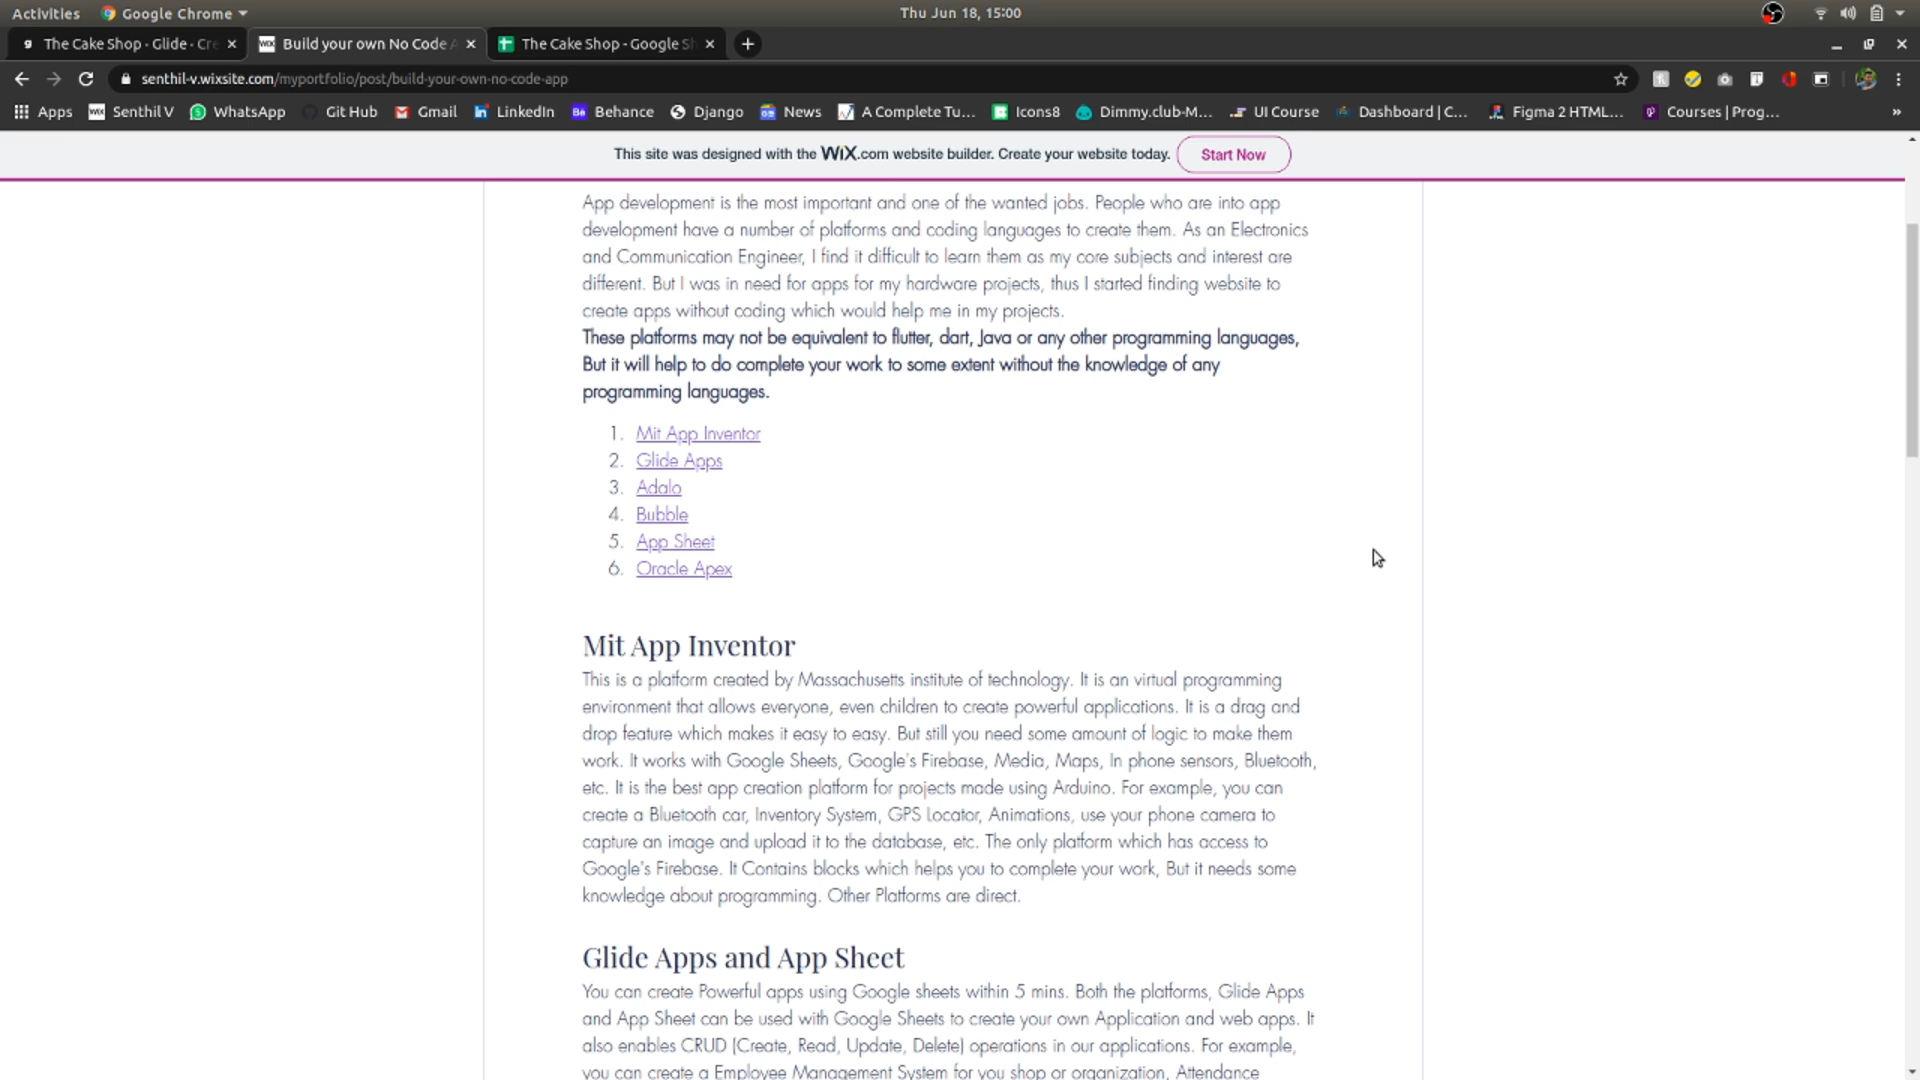 Activities Google Chrome Thu Jun 18, 15:00
The Cake Shop - Glide - Cre Build your own No Code A The Cake Shop - Google Sh
senthil-v.wixsite.com/myportfolio/post/build-your-own-no-code-app
Apps Senthil V WhatsApp Git Hub Gmail LinkedIn Behance Django News A Complete Tu... Icons8 Dimmy.club-M... UI Course Dashboard | C... Figma 2 HTML... Courses | Prog... »
This site was designed with the WiX.com website builder. Create your website today. Start Now
App development is the most important and one of the wanted jobs. People who are into app
development have a number of platforms and coding languages to create them. As an Electronics
and Communication Engineer, I find it difficult to learn them as my core subjects and interest are
different. But I was in need for apps for my hardware projects, thus I started finding website to
create apps without coding which would help me in my projects.
These platforms may not be equivalent to flutter, dart, Java or any other programming languages,
But it will help to do complete your work to some extent without the knowledge of any
programming languages.
1. Mit App Inventor
2. Glide Apps
3. Adalo
4. Bubble
5. App Sheet
6. Oracle Apex
Mit App Inventor
This is a platform created by Massachusetts institute of technology. It is an virtual programming
environment that allows everyone, even children to create powerful applications. It is a drag and
drop feature which makes it easy to easy. But still you need some amount of logic to make them
work. It works with Google Sheets, Google's Firebase, Media, Maps, In phone sensors, Bluetooth,
etc. It is the best app creation platform for projects made using Arduino. For example, you can
create a Bluetooth car, Inventory System, GPS Locator, Animations, use your phone camera to
capture an image and upload it to the database, etc. The only platform which has access to
Google's Firebase. It Contains blocks which helps you to complete your work, But it needs some
knowledge about programming. Other Platforms are direct.
Glide Apps and App Sheet
You can create Powerful apps using Google sheets within 5 mins. Both the platforms, Glide Apps
and App Sheet can be used with Google Sheets to create your own Application and web apps. It
also enables CRUD (Create, Read, Update, Delete) operations in our applications. For example,
you can create a Employee Management System for you shop or organization, Attendance